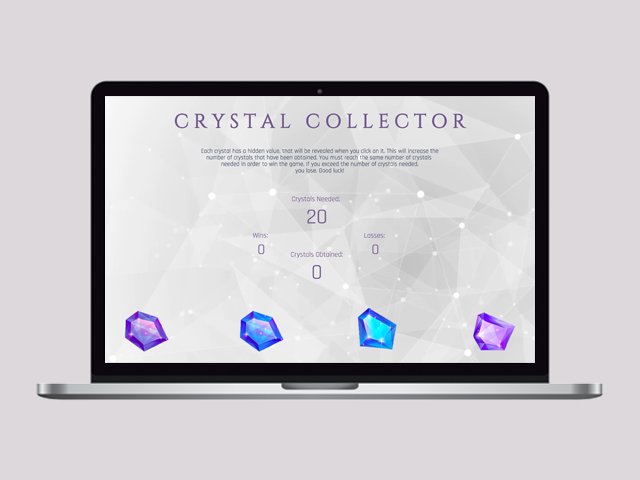 CRYSTAL COLLECTOR
Each crystal has a hidden value, that will be revealed when you click on it. This will increase the
number of crystals that have been obtained. You must reach the same number of crystals
needed in order to win the game. If you exceed the number of crystals needed,
you lose. Good luck!
Crystals Needed:
20
Wins:
0
Losses:
0
Crystals Obtained:
0